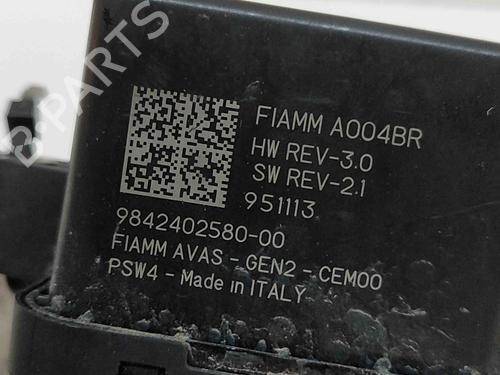 B-PARTS
FIAMM A004BR
HW REV-3.0
SW REV-2.1
951113
9842402580-00
FIAMM AVAS - GEN2 - CEM00
PSW4 - Made in ITALY